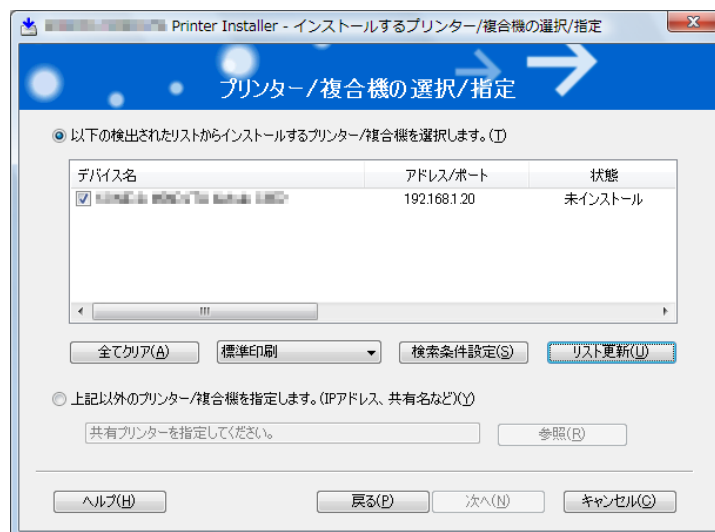 Printer Installer - インストールするプリンター/複合機の選択/指定
プリンター/複合機の選択/指定
以下の検出されたリストからインストールするプリンター/複合機を選択します。(T)
デバイス名 アドレス/ポート 状態
192.168.1.20 未インストール
全てクリア(A) 標準印刷 検索条件設定(S) リスト更新(U)
上記以外のプリンター/複合機を指定します。(IPアドレス、共有名など)(Y)
共有プリンターを指定してください。 参照(R)
ヘルプ(H) 戻る(P) 次へ(N) キャンセル(C)